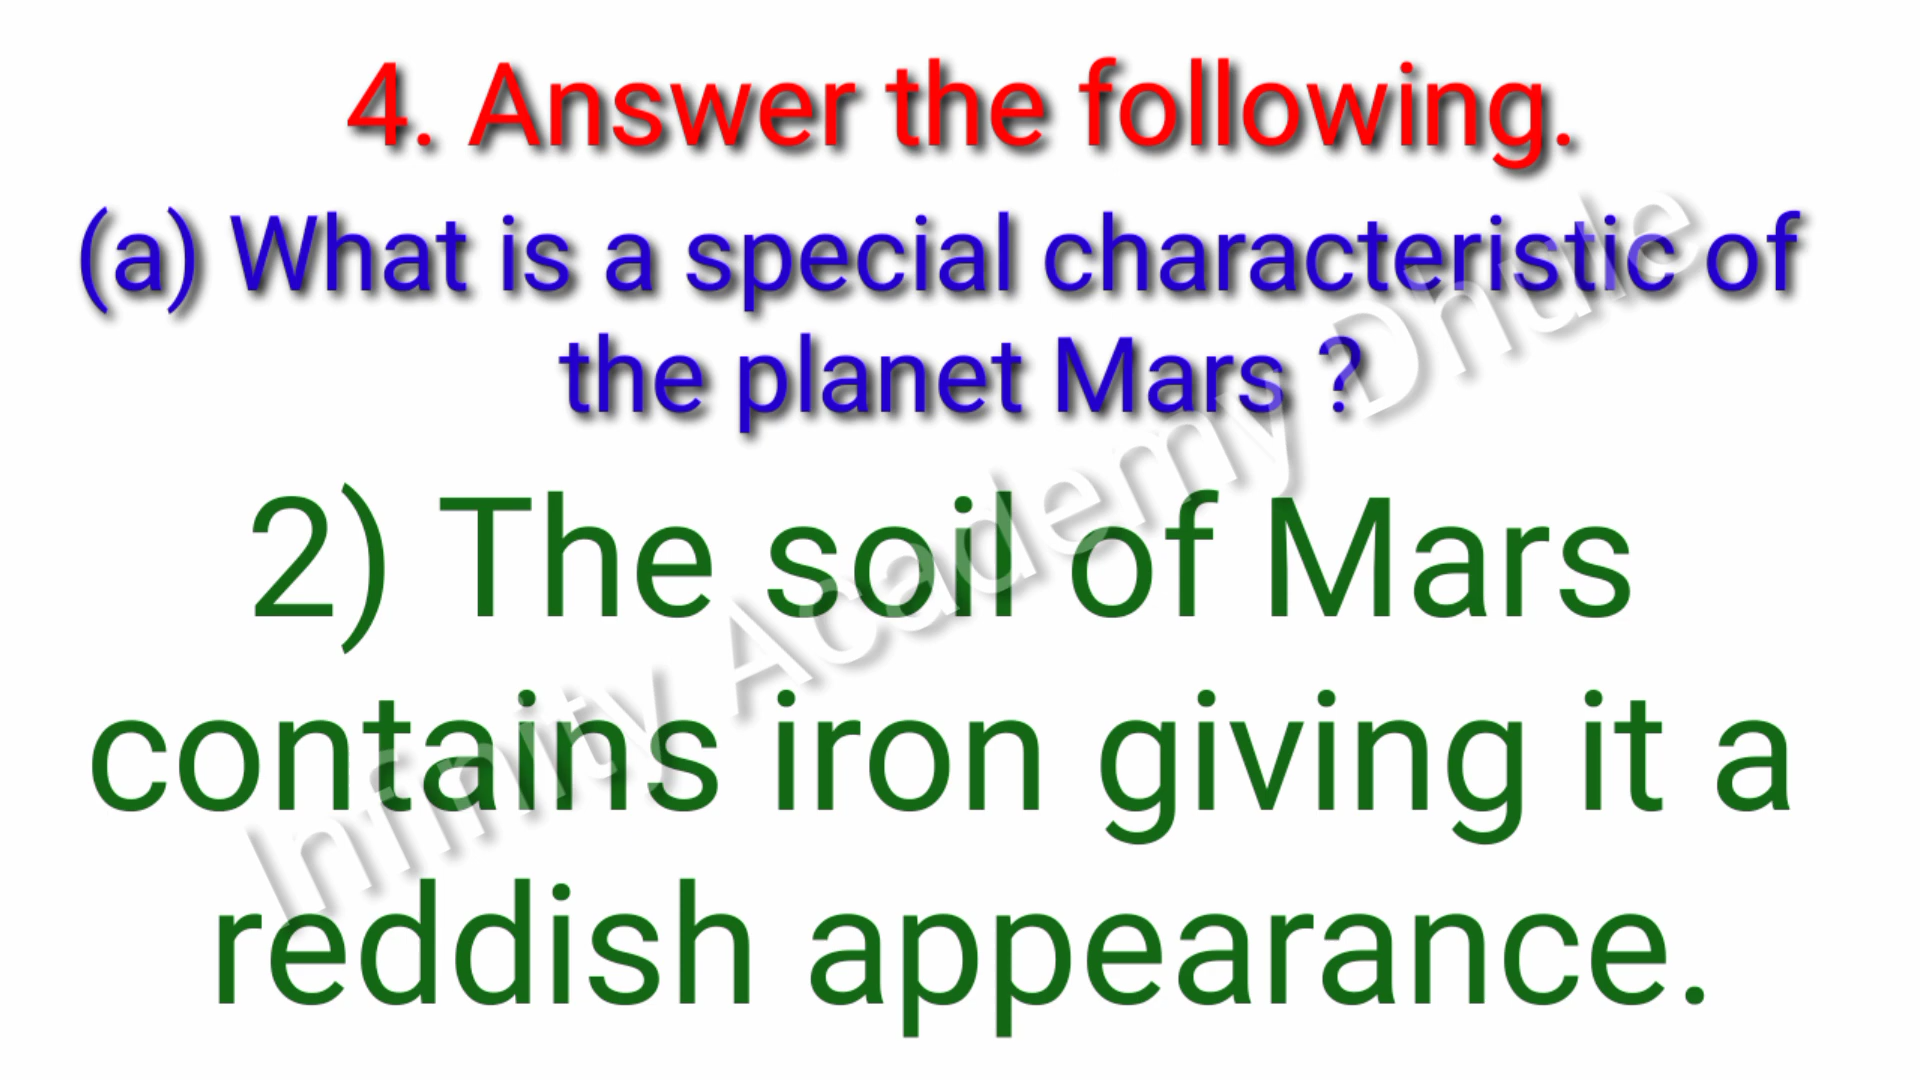 4. Answer the following.
(a) What is a special characteristic of
the planet Mars ?
2) The soil of Mars
contains iron giving it a
reddish appearance.
Infinity Academy Dhule